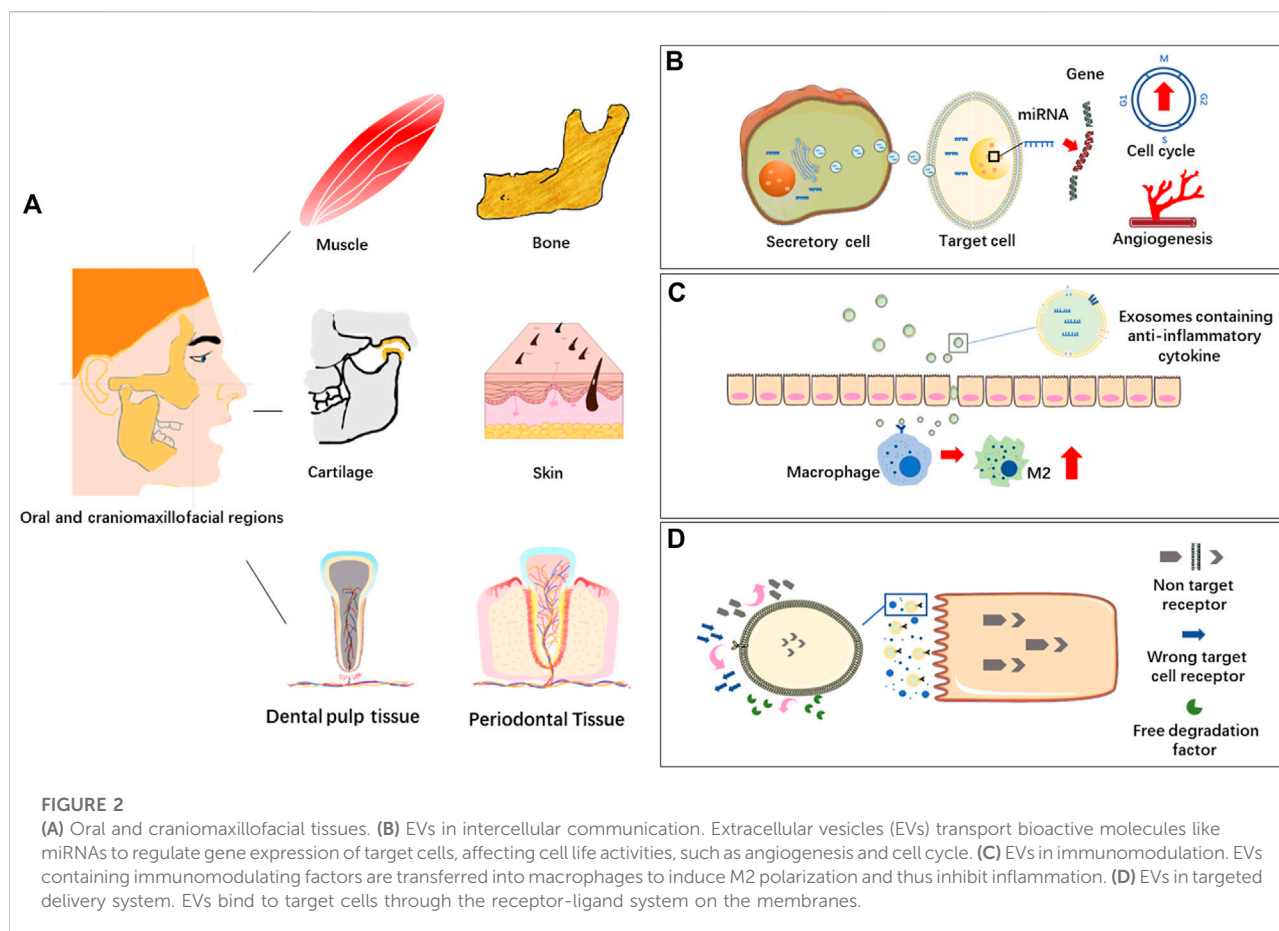 A
Muscle
Bone
Cartilage
Skin
Oral and craniomaxillofacial regions
Dental pulp tissue
Periodontal Tissue
B
Gene
miRNA
M
G1
G2
S
Cell cycle
Secretory cell
Target cell
Angiogenesis
C
Exosomes containing
anti-inflammatory
cytokine
Macrophage
M2
D
Non target
receptor
Wrong target
cell receptor
Free degradation
factor
FIGURE 2
(A) Oral and craniomaxillofacial tissues. (B) EVs in intercellular communication. Extracellular vesicles (EVs) transport bioactive molecules like
miRNAs to regulate gene expression of target cells, affecting cell life activities, such as angiogenesis and cell cycle. (C) EVs in immunomodulation. EVs
containing immunomodulating factors are transferred into macrophages to induce M2 polarization and thus inhibit inflammation. (D) EVs in targeted
delivery system. EVs bind to target cells through the receptor-ligand system on the membranes.